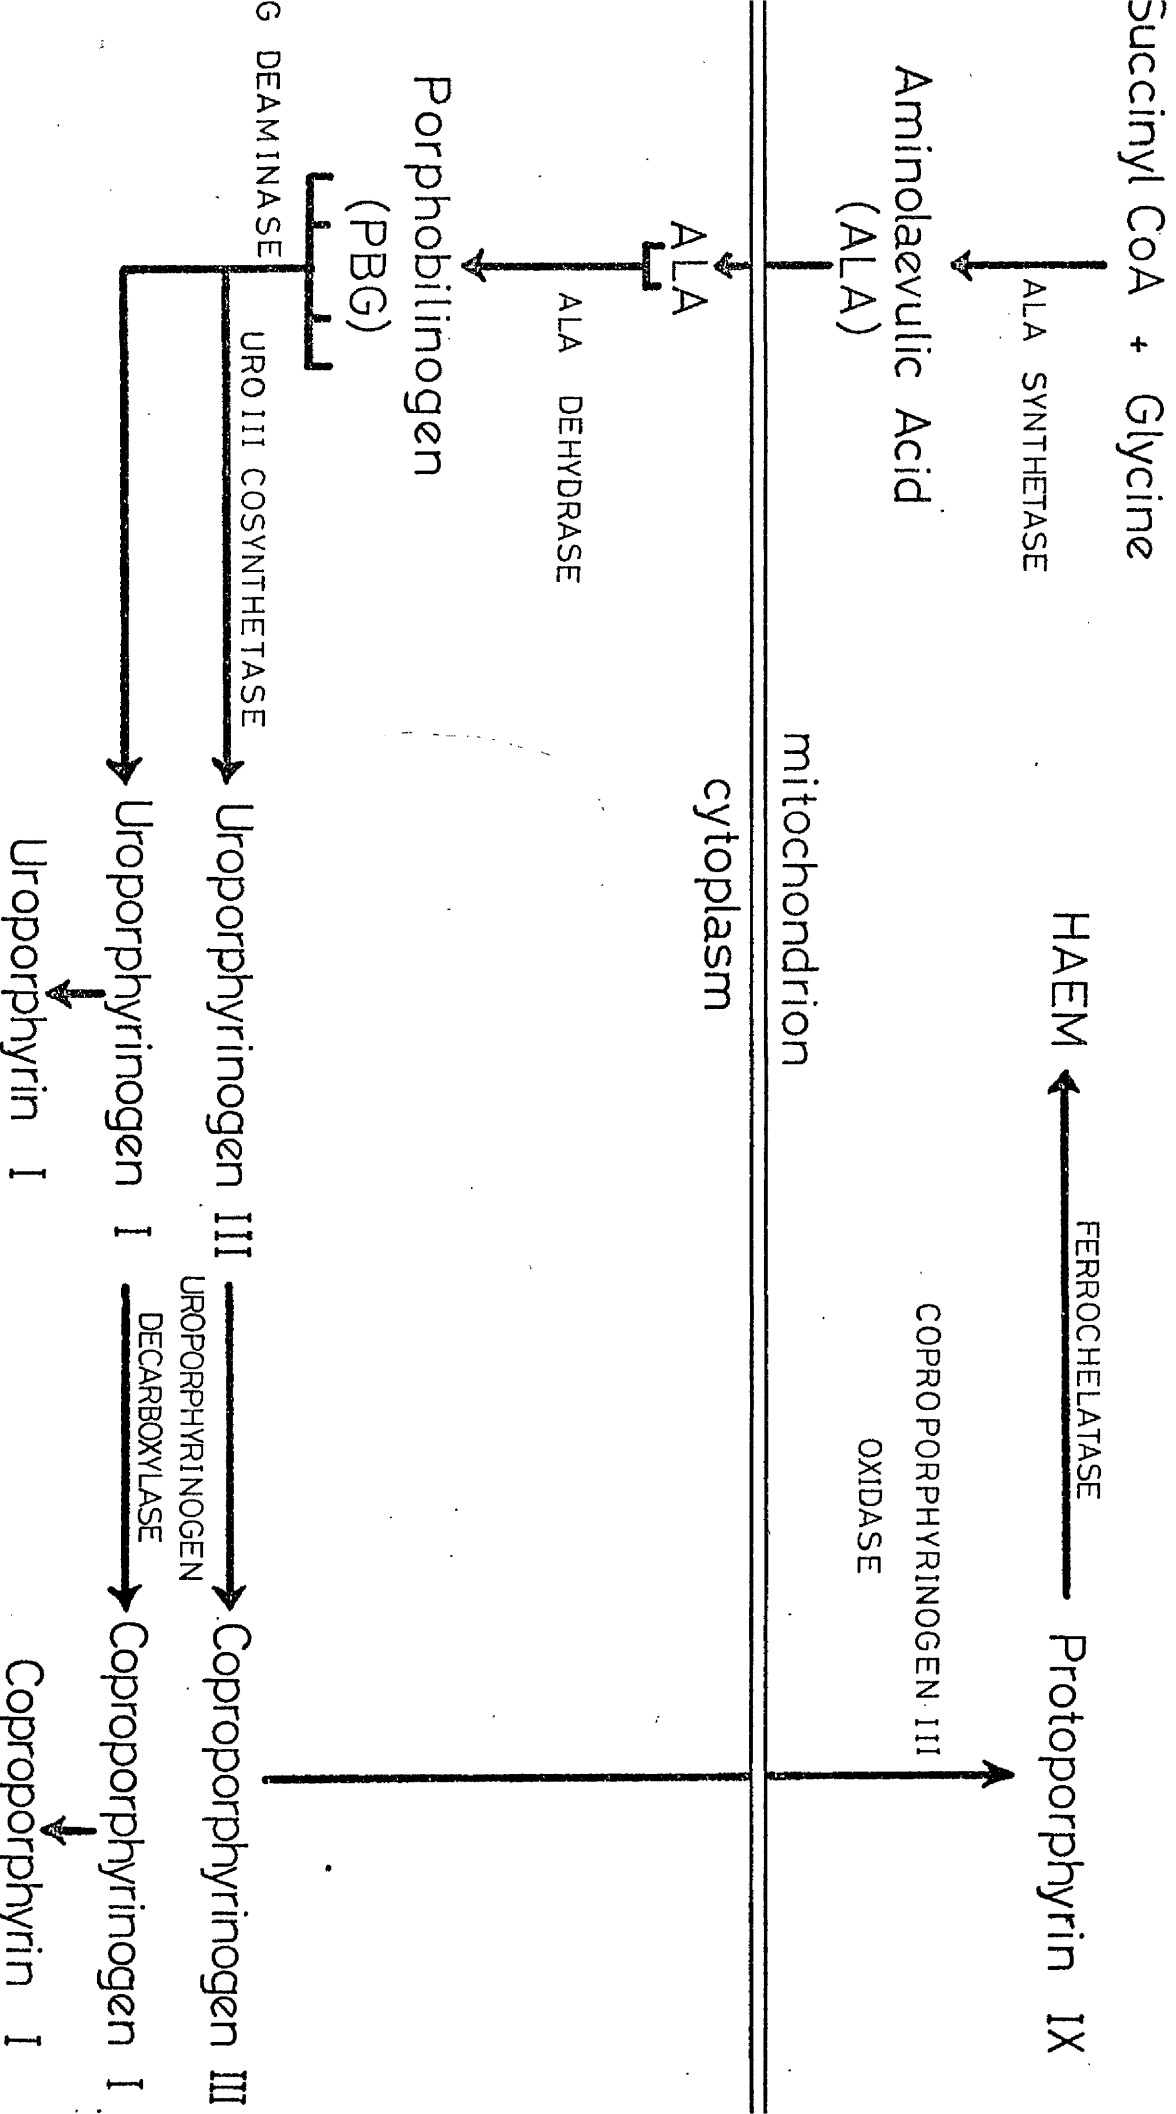 Succinyl CoA + Glycine
ALA SYNTHETASE
Aminolaevulic Acid
(ALA)
HAEM
FERROCHELATASE
Protoporphyrin IX
COPROPORPHYRINOGEN III
OXIDASE
mitochondrion
cytoplasm
ALA
ALA DEHYDRASE
Porphobilinogen
(PBG)
G DEAMINASE
URO III COSYNTHETASE
Uroporphyrinogen III
UROPORPHYRINOGEN
DECARBOXYLASE
Coproporphyrinogen III
Uroporphyrinogen I
Coproporphyrinogen I
Uroporphyrin I
Coproporphyrin I